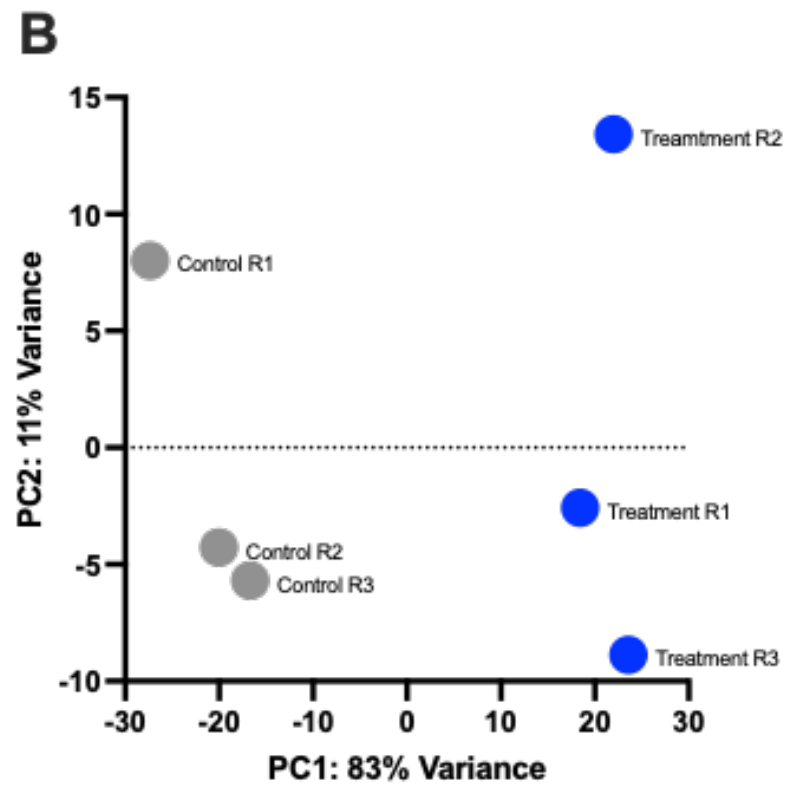 B
15
Treamtment R2
10
Control R1
5
0
Treatment R1
Control R2
-5
Control R3
Treatment R3
-10
-30 -20 -10 0 10 20 30
PC1: 83% Variance
PC2: 11% Variance